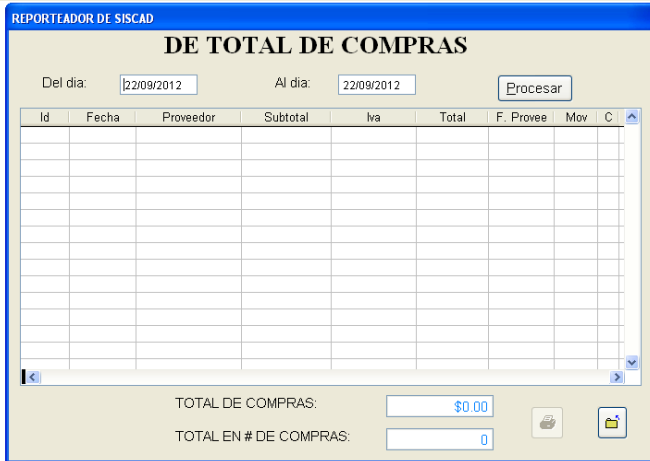 REPORTEADOR DE SISCAD
DE TOTAL DE COMPRAS
Del dia: 22/09/2012 Al dia: 22/09/2012 Procesar
Id Fecha Proveedor Subtotal Iva Total F. Provee Mov C
TOTAL DE COMPRAS: $0.00
TOTAL EN # DE COMPRAS: 0